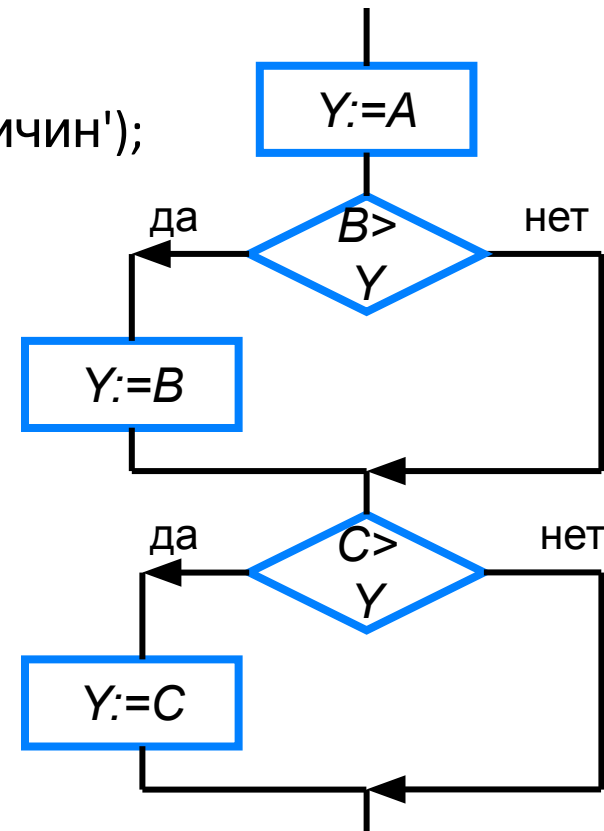 Y:=A
ичин');
да
B>
Y
нет
Y:=B
да
C>
Y
нет
Y:=C